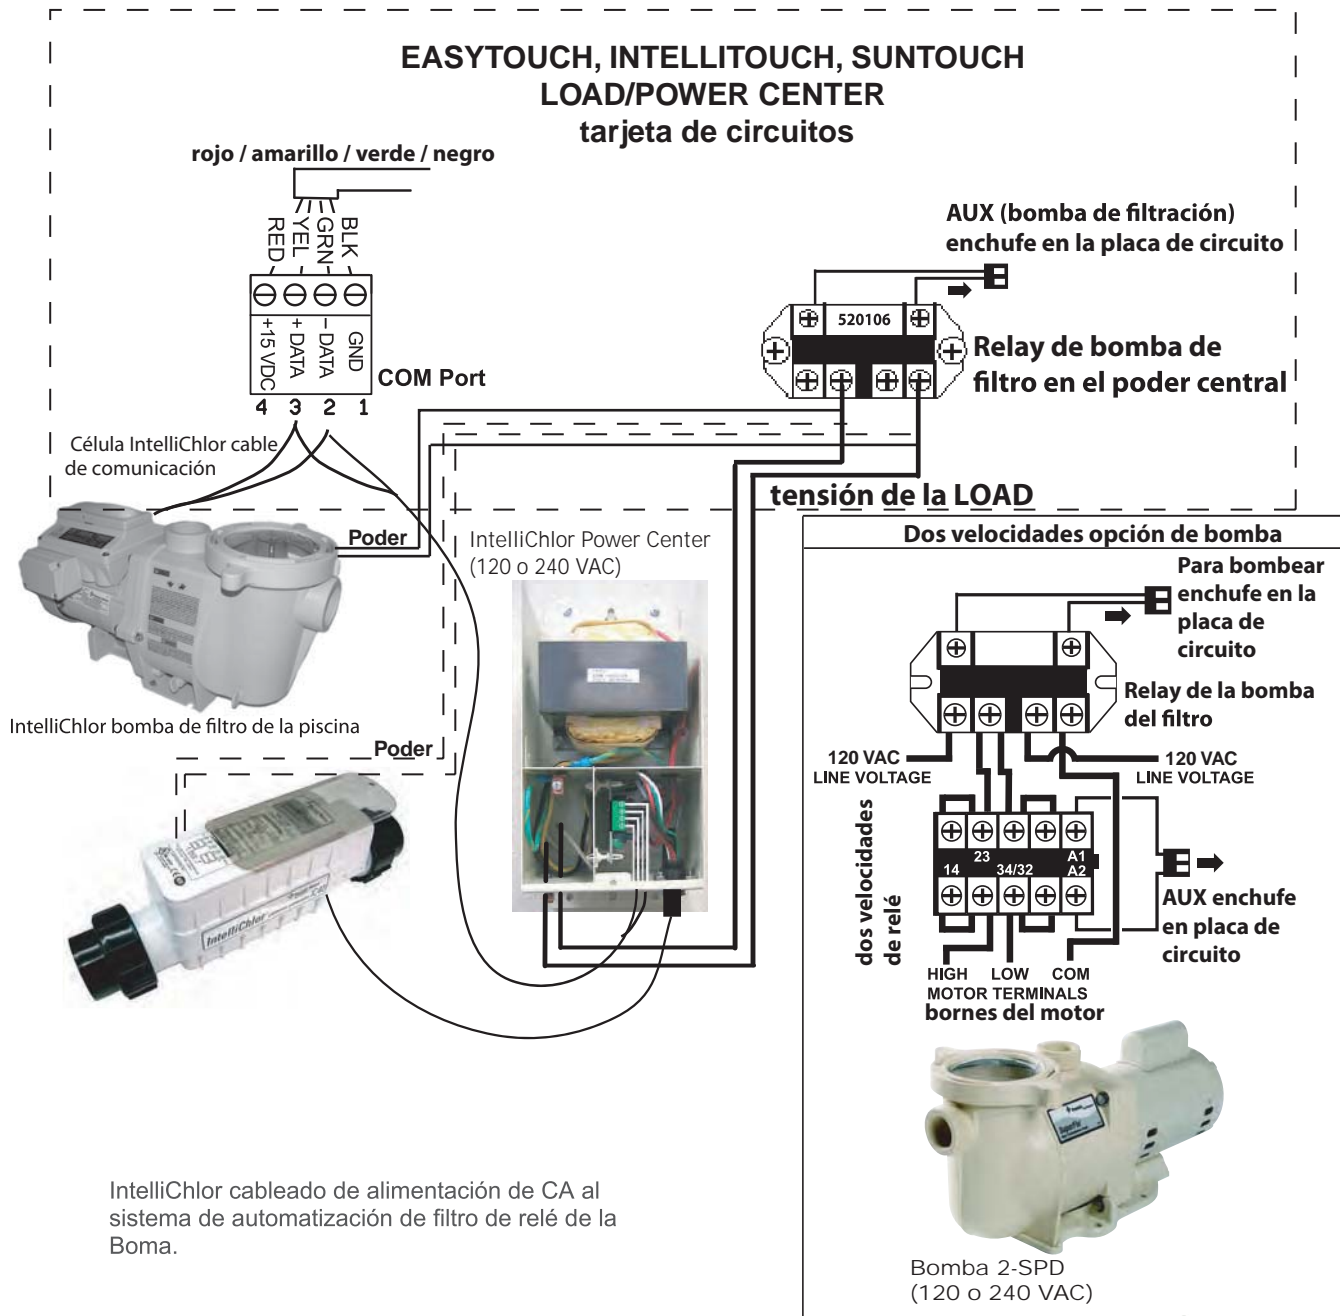 EASYTOUCH, INTELLITOUCH, SUNTOUCH
LOAD/POWER CENTER
tarjeta de circuitos
rojo / amarillo / verde / negro
RED
YEL
GRN
BLK
+15 VDC
+ DATA
– DATA
GND
4 3 2 1
COM Port
AUX (bomba de filtración)
enchufe en la placa de circuito
520106
Relay de bomba de
filtro en el poder central
Célula IntelliChlor cable
de comunicación
tensión de la LOAD
Poder
IntelliChlor Power Center
(120 o 240 VAC)
IntelliChlor bomba de filtro de la piscina
Poder
IntelliChlor
Dos velocidades opción de bomba
Para bombear
enchufe en la
placa de
circuito
Relay de la bomba
del filtro
120 VAC
LINE VOLTAGE
120 VAC
LINE VOLTAGE
dos velocidades
de relé
23
A1
14
34/32
A2
AUX enchufe
en placa de
circuito
HIGH LOW COM
MOTOR TERMINALS
bornes del motor
Bomba 2-SPD
(120 o 240 VAC)
IntelliChlor cableado de alimentación de CA al
sistema de automatización de filtro de relé de la
Boma.